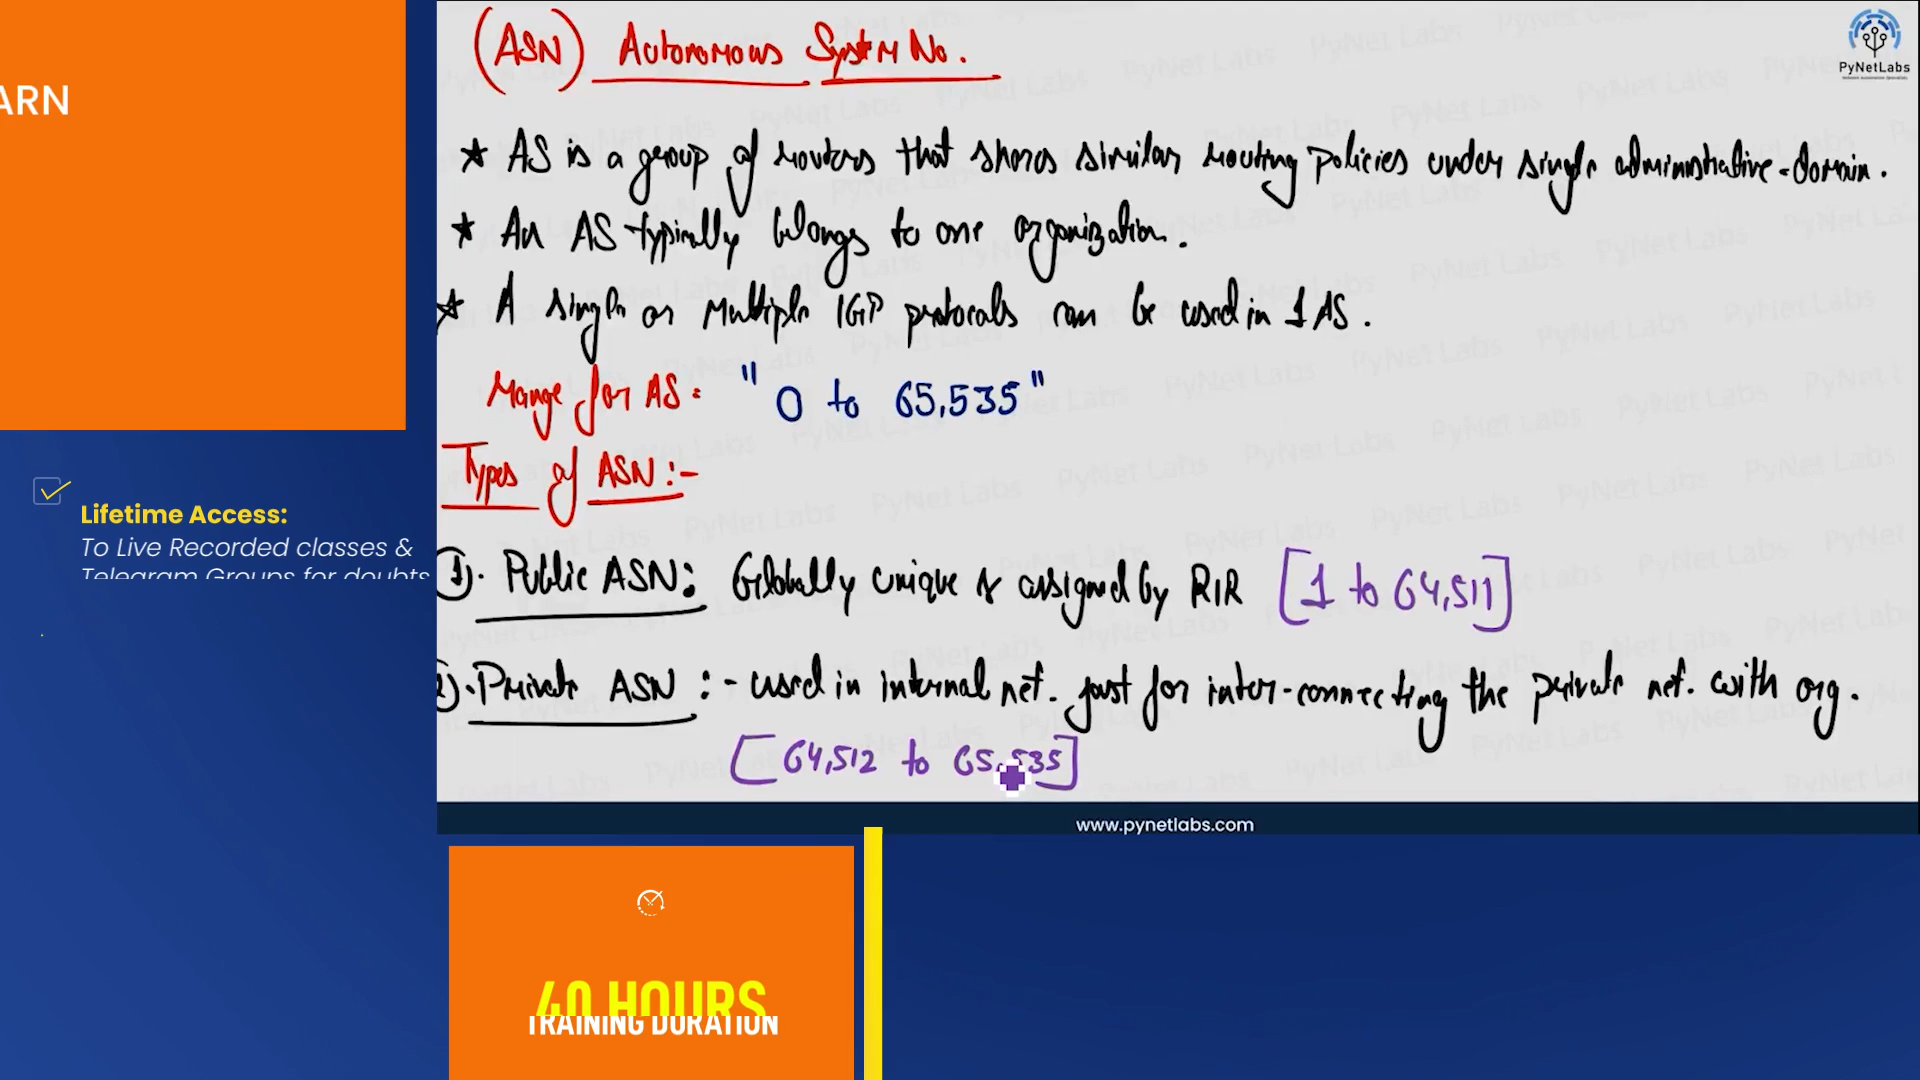 ARN
(ASN) Autonomous System No.
PyNetLabs
★ AS is a group of routers that shares similar routing policies under single administrative-domain.
★ An AS typically belongs to one organization.
★ A single or Multiple IGP protocols can be used in 1 AS.
Range for AS: "0 to 65,535"
Types of ASN :-
Lifetime Access:
To Live Recorded classes &
Telegram Groups for doubts
1). Public ASN: Globally unique & assigned by RIR [1 to 64,511]
2). Private ASN :- used in internal net. just for inter-connecting the private net. with org.
[64,512 to 65,535]
www.pynetlabs.com
40 HOURS
TRAINING DURATION